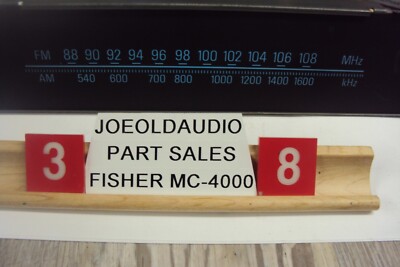 FM 88 90 92 94 96 98 100 102 104 106 108 MHz
AM 540 600 700 800 1000 1200 1400 1600 kHz
JOEOLDAUDIO
3 PART SALES 8
FISHER MC-4000